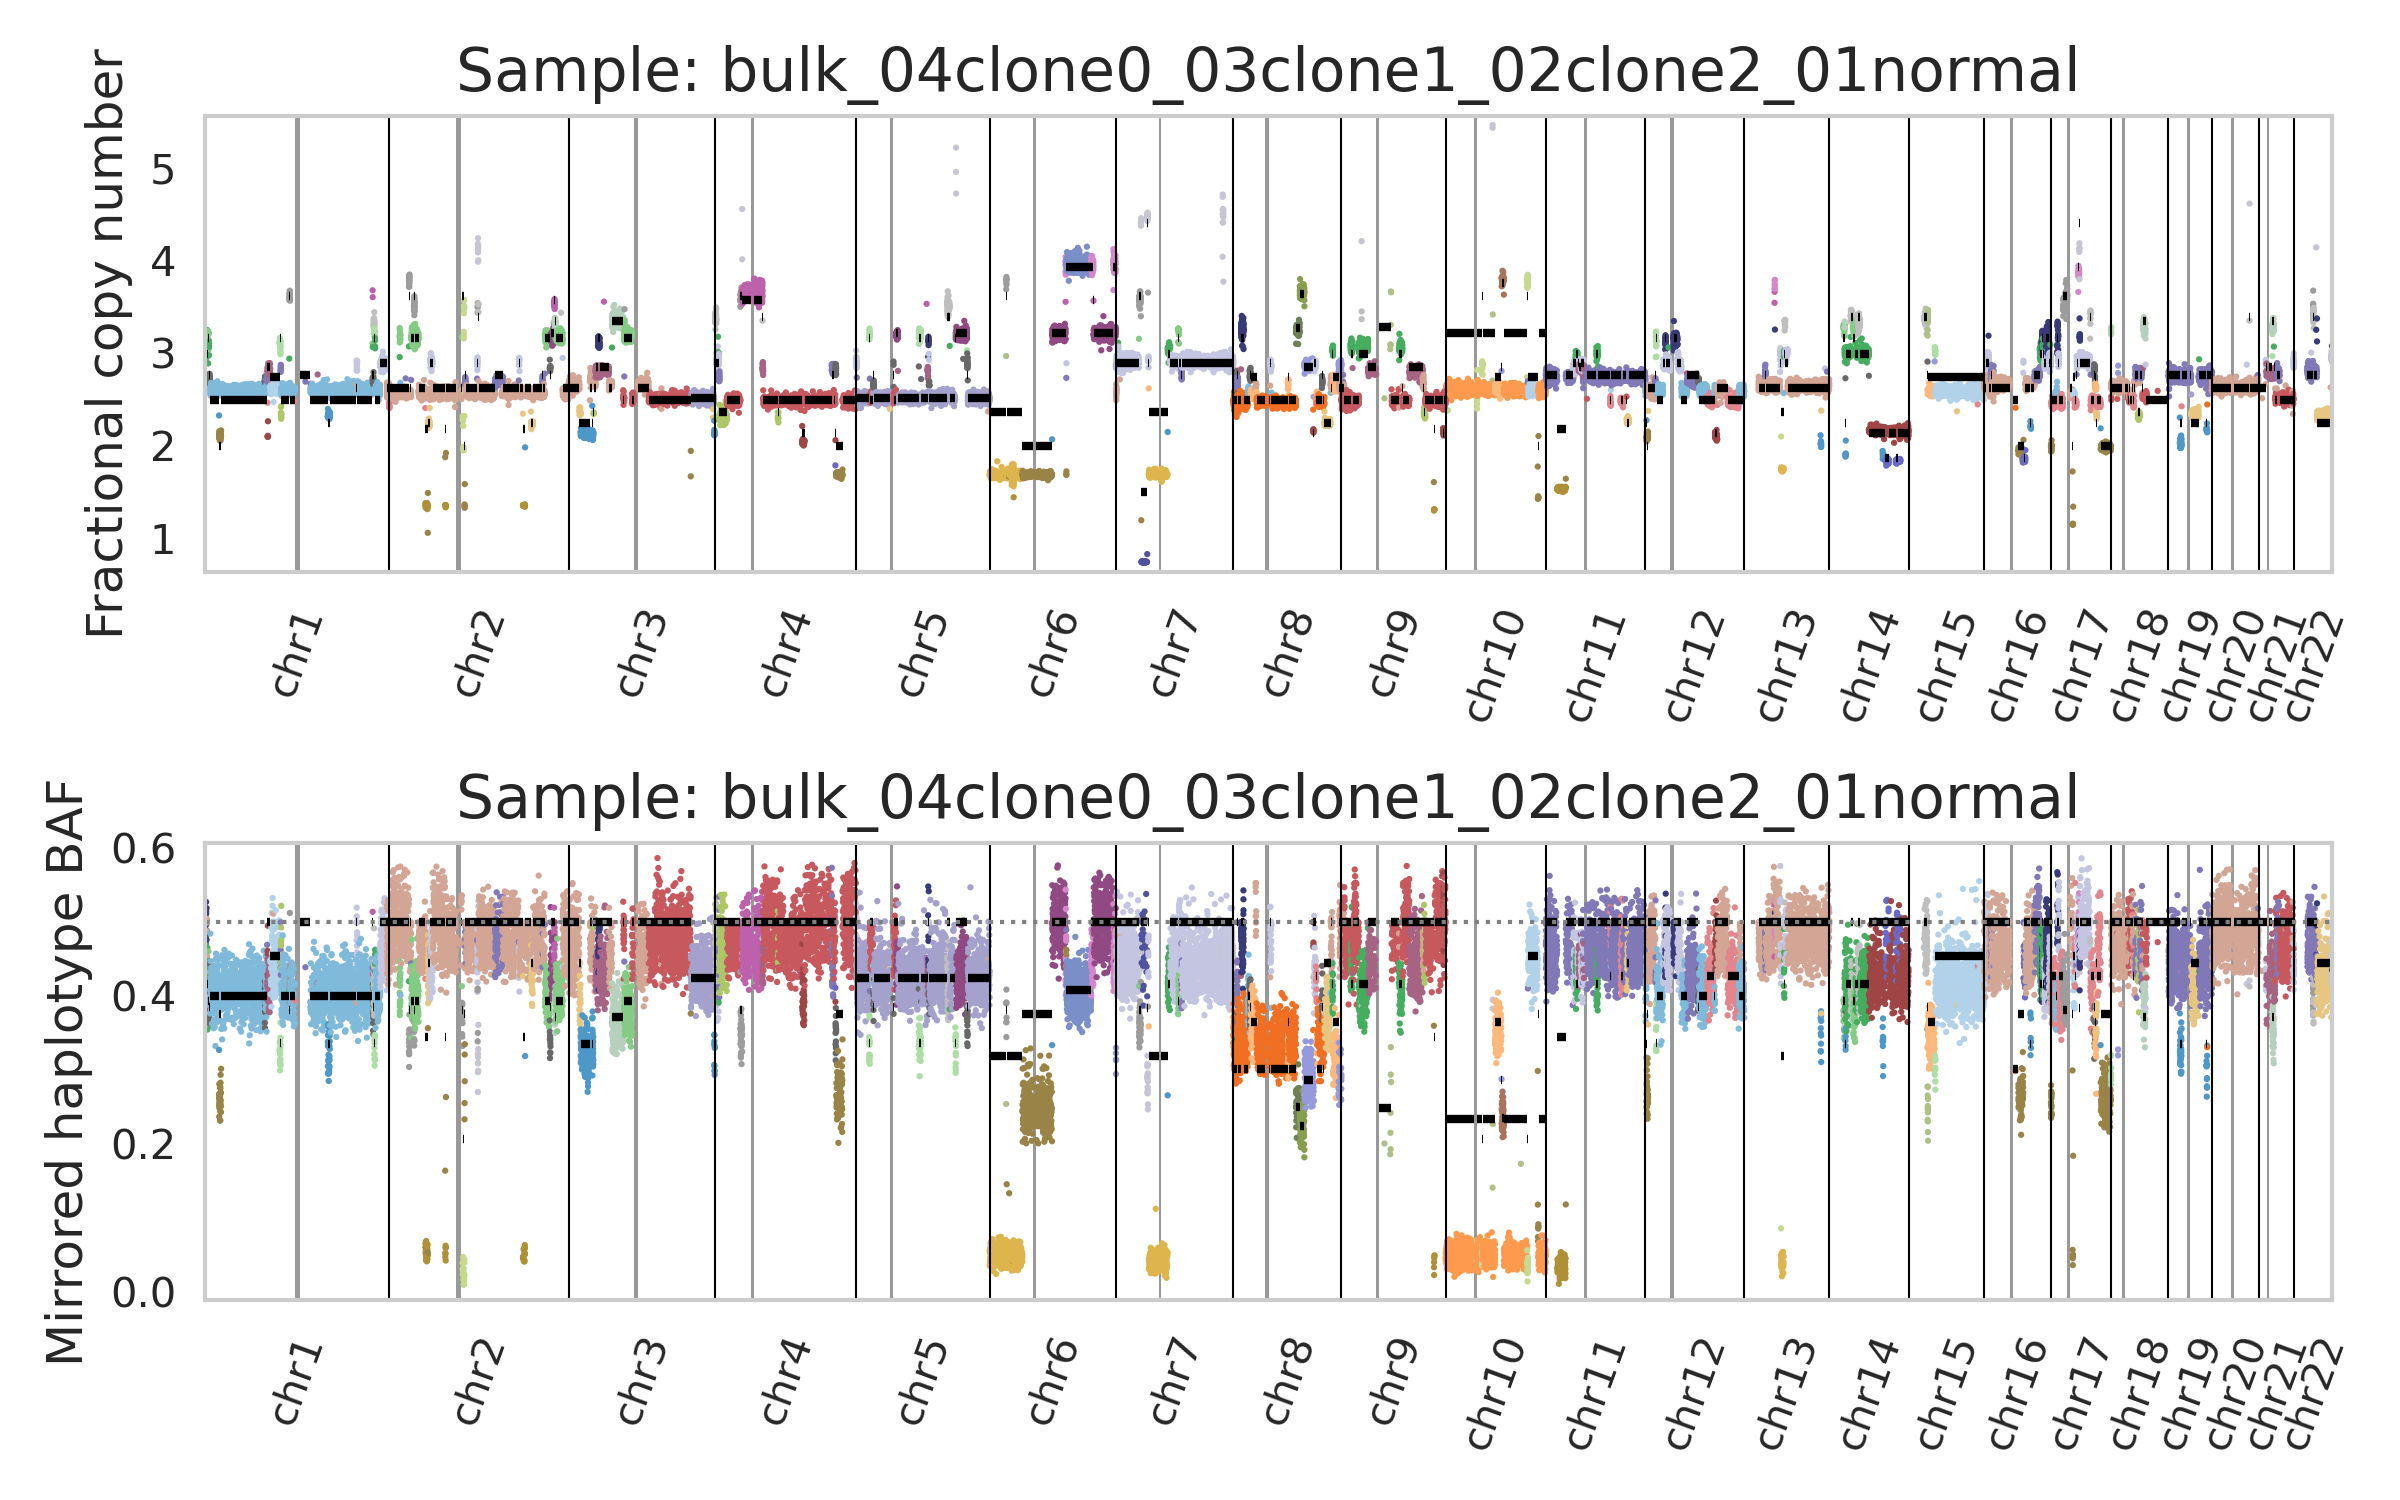 Sample: bulk_04clone0_03clone1_02clone2_01normal
Fractional copy number
5
4
3
2
1
chr1 chr2 chr3 chr4 chr5 chr6 chr7 chr8 chr9 chr10 chr11 chr12 chr13 chr14 chr15 chr16 chr17 chr18 chr19 chr20 chr21 chr22
Sample: bulk_04clone0_03clone1_02clone2_01normal
Mirrored haplotype BAF
0.6
0.4
0.2
0.0
chr1 chr2 chr3 chr4 chr5 chr6 chr7 chr8 chr9 chr10 chr11 chr12 chr13 chr14 chr15 chr16 chr17 chr18 chr19 chr20 chr21 chr22